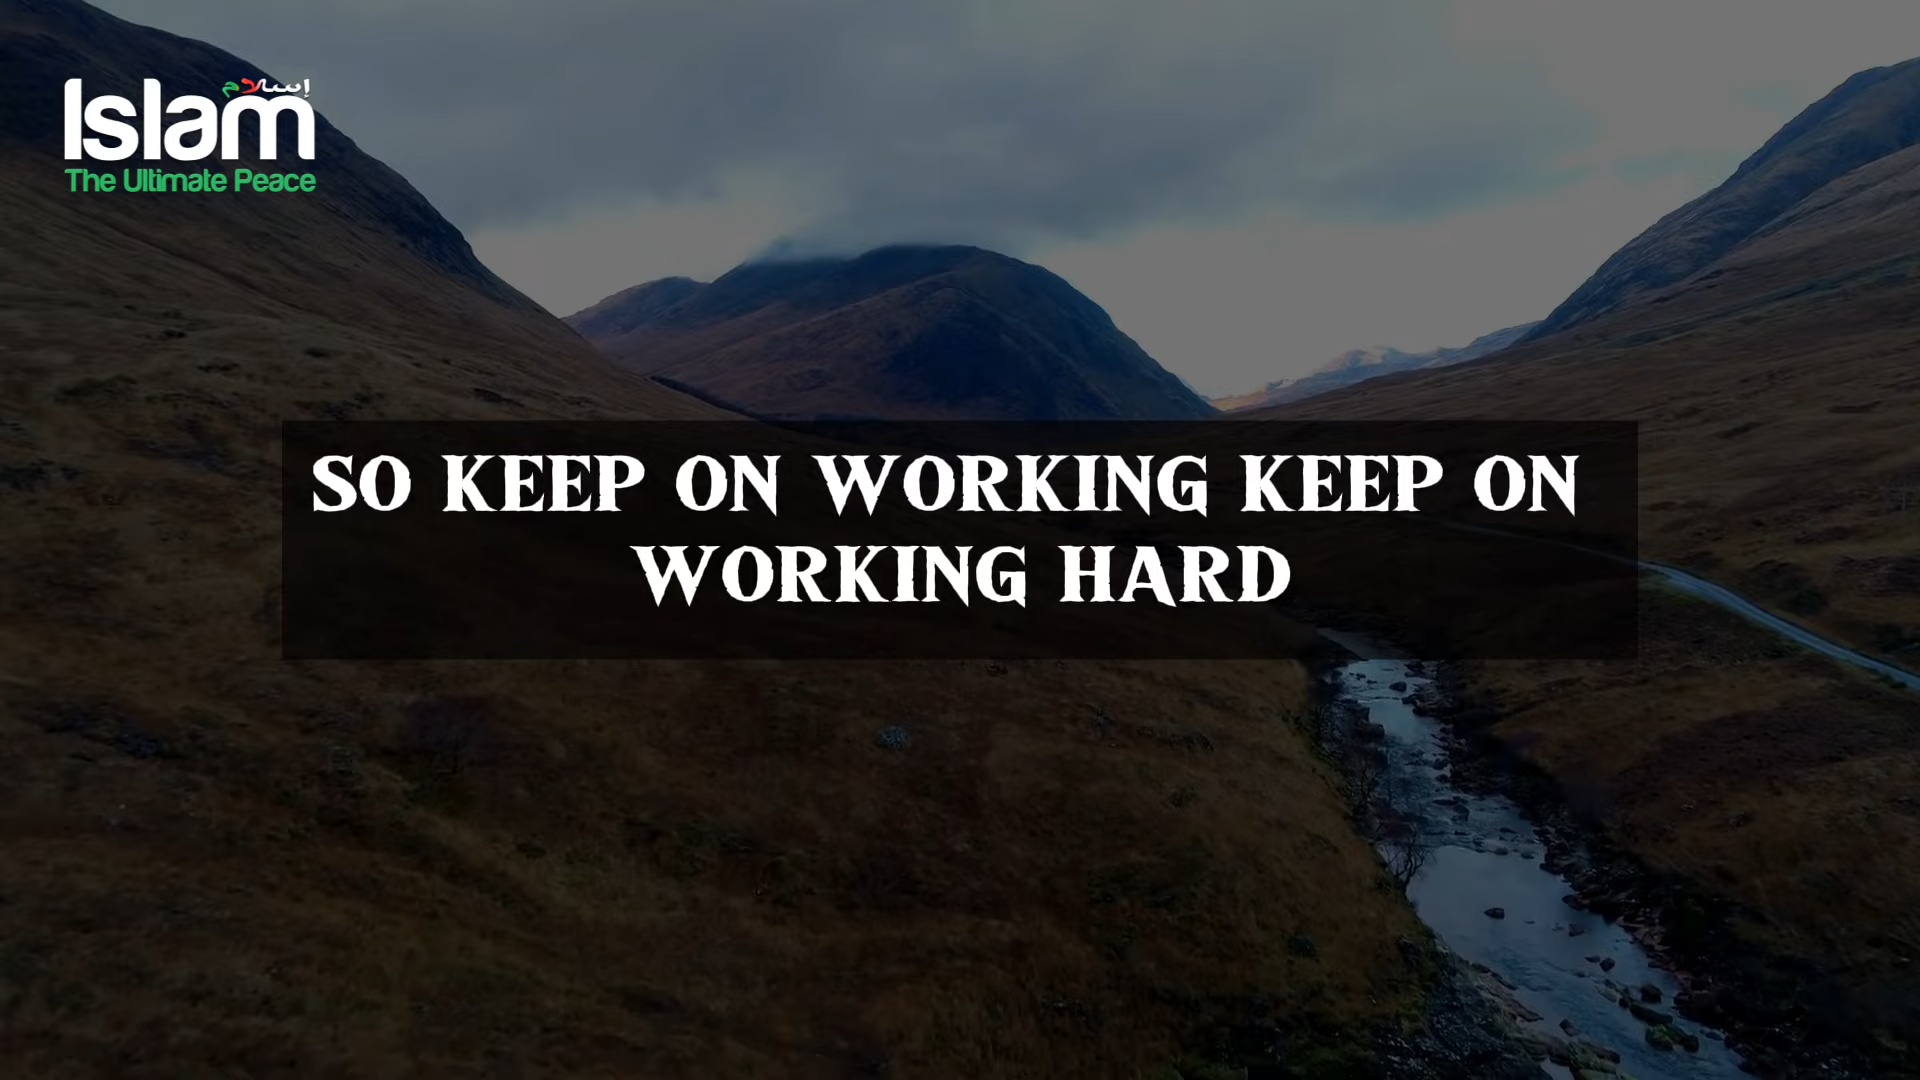 إسلام
Islam
The Ultimate Peace
SO KEEP ON WORKING KEEP ON
WORKING HARD